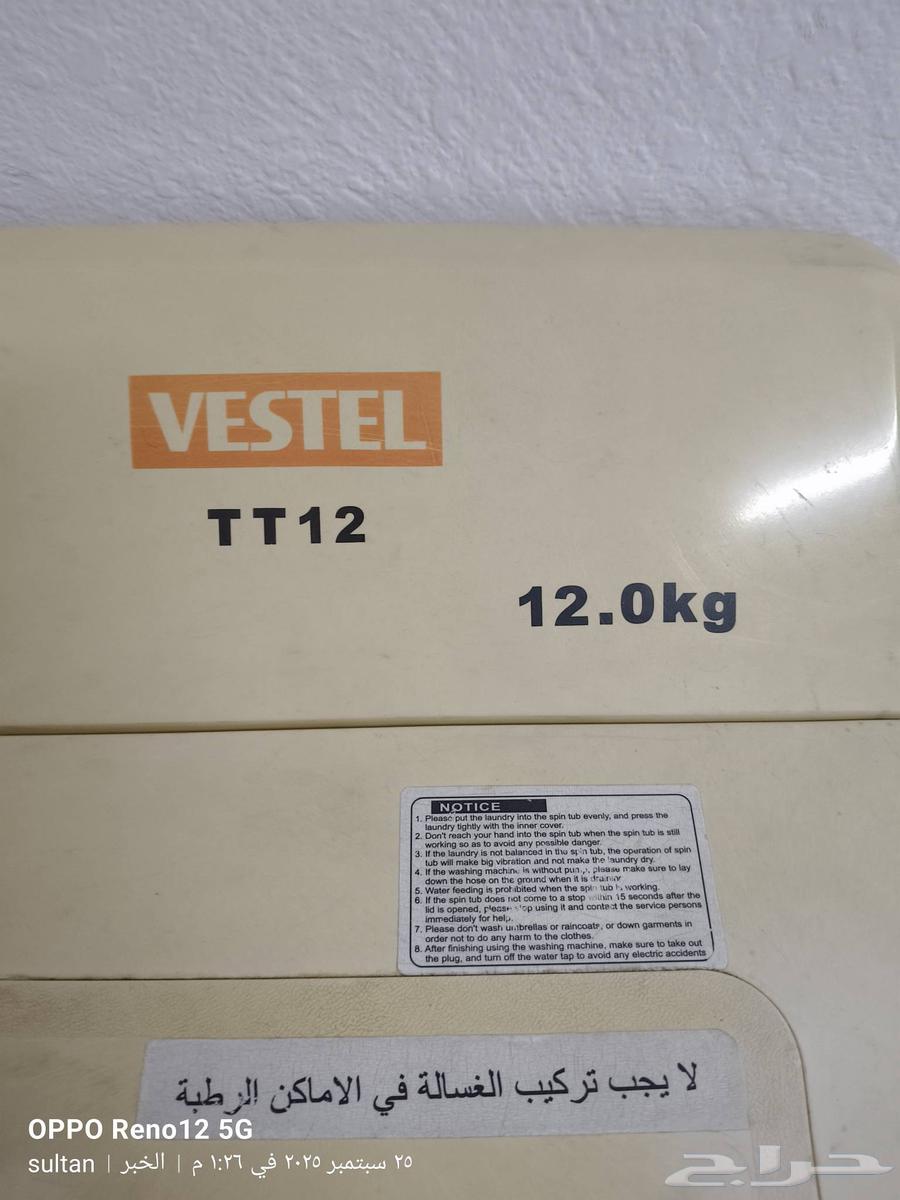 VESTEL
TT12
12.0kg
NOTICE
1. Please put the laundry into the spin tub evenly, and press the
laundry tightly with the inner cover.
2. Don't reach your hand into the spin tub when the spin tub is still
working so as to avoid any possible danger.
3. If the laundry is not balanced in the spin tub, the operation of spin
tub will make big vibration and not make the laundry dry.
4. If the washing machine is without pump, please make sure to lay
down the hose on the ground when it is drainin
5. Water feeding is prohibited when the spin tub is working.
6. If the spin tub does not come to a stop within 15 seconds after the
lid is opened, please stop using it and contact the service persons
immediately for help.
7. Please don't wash umbrellas or raincoats, or down garments in
order not to do any harm to the clothes.
8. After finishing using the washing machine, make sure to take out
the plug, and turn off the water tap to avoid any electric accidents
لا يجب تركيب الغسالة في الاماكن الرطبة
OPPO Reno12 5G
sultan | الخبر | ٢٥ سبتمبر ٢٠٢٥ في ١:٢٦ م
حراج